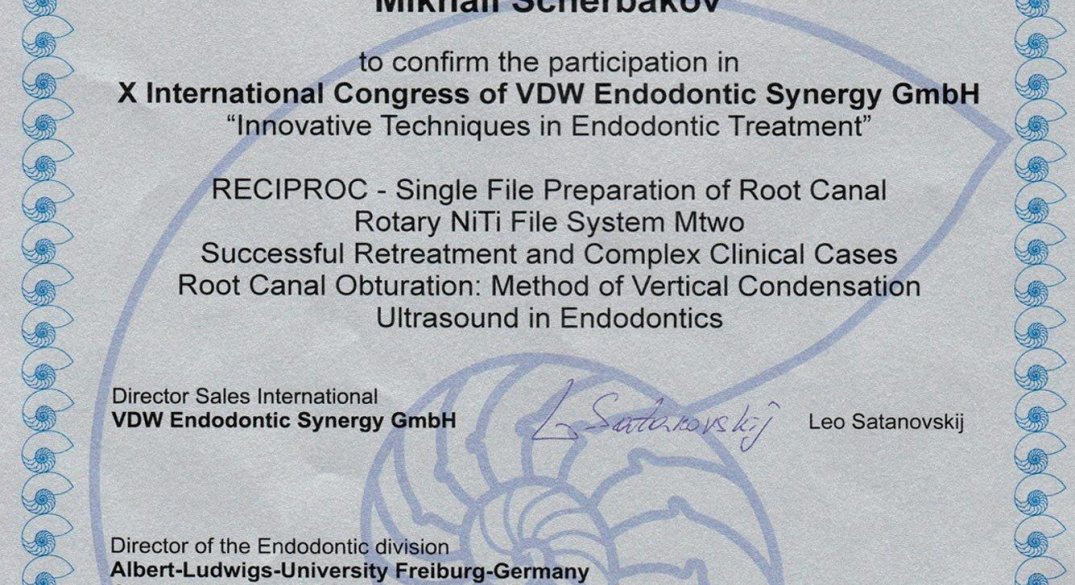 Mikhail Scherbakov
to confirm the participation in
X International Congress of VDW Endodontic Synergy GmbH
“Innovative Techniques in Endodontic Treatment”
RECIPROC - Single File Preparation of Root Canal
Rotary NiTi File System Mtwo
Successful Retreatment and Complex Clinical Cases
Root Canal Obturation: Method of Vertical Condensation
Ultrasound in Endodontics
Director Sales International
VDW Endodontic Synergy GmbH
L Satanovskij
Leo Satanovskij
Director of the Endodontic division
Albert-Ludwigs-University Freiburg-Germany